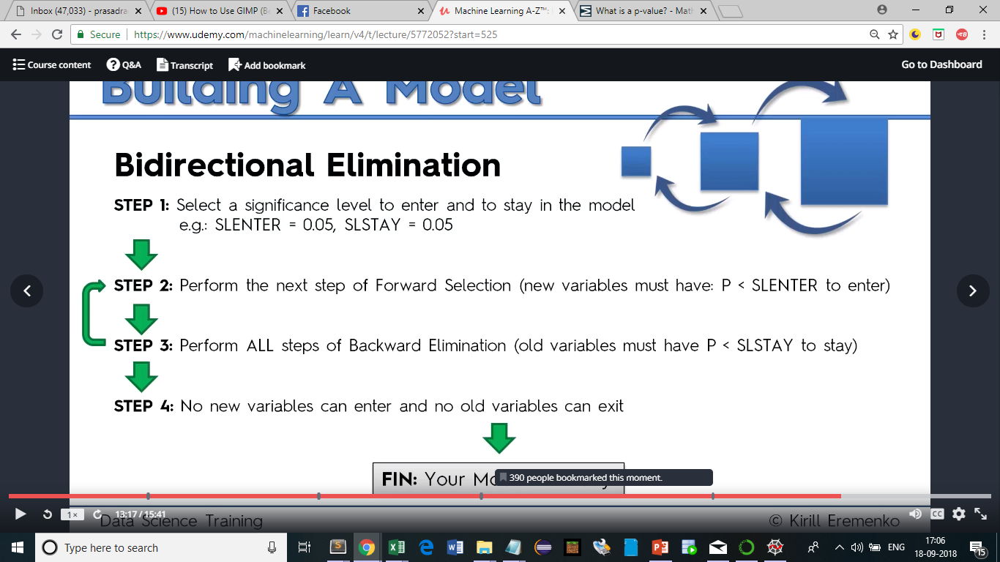 Inbox (47,033) - prasadra
(15) How to Use GIMP (Be
Facebook
Machine Learning A-Z™:
What is a p-value? - Mat
Secure https://www.udemy.com/machinelearning/learn/v4/t/lecture/5772052?start=525
Course content Q&A Transcript Add bookmark Go to Dashboard
Building A Model
Bidirectional Elimination
STEP 1: Select a significance level to enter and to stay in the model
e.g.: SLENTER = 0.05, SLSTAY = 0.05
STEP 2: Perform the next step of Forward Selection (new variables must have: P < SLENTER to enter)
STEP 3: Perform ALL steps of Backward Elimination (old variables must have P < SLSTAY to stay)
STEP 4: No new variables can enter and no old variables can exit
FIN: Your
390 people bookmarked this moment.
1× 13:17 / 15:41 CC
Data Science Training © Kirill Eremenko
Type here to search
ENG
17:06
18-09-2018
15